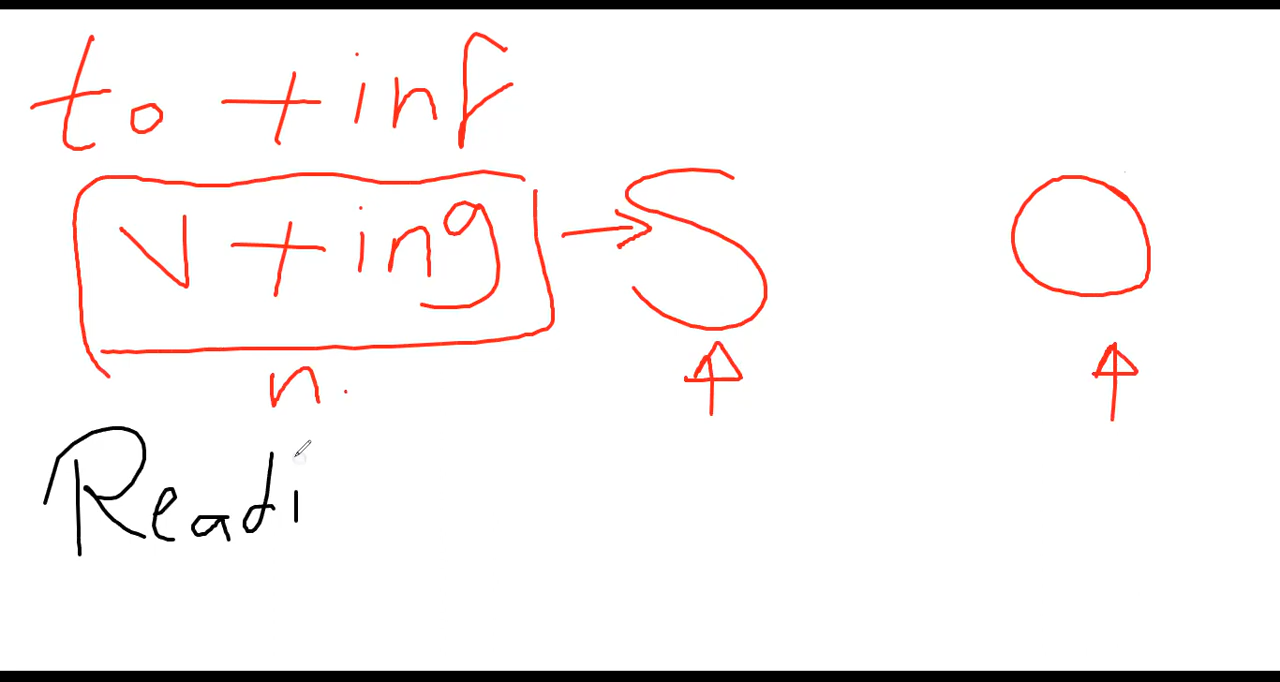 to + inf
V + ing → S O
n.
Readi